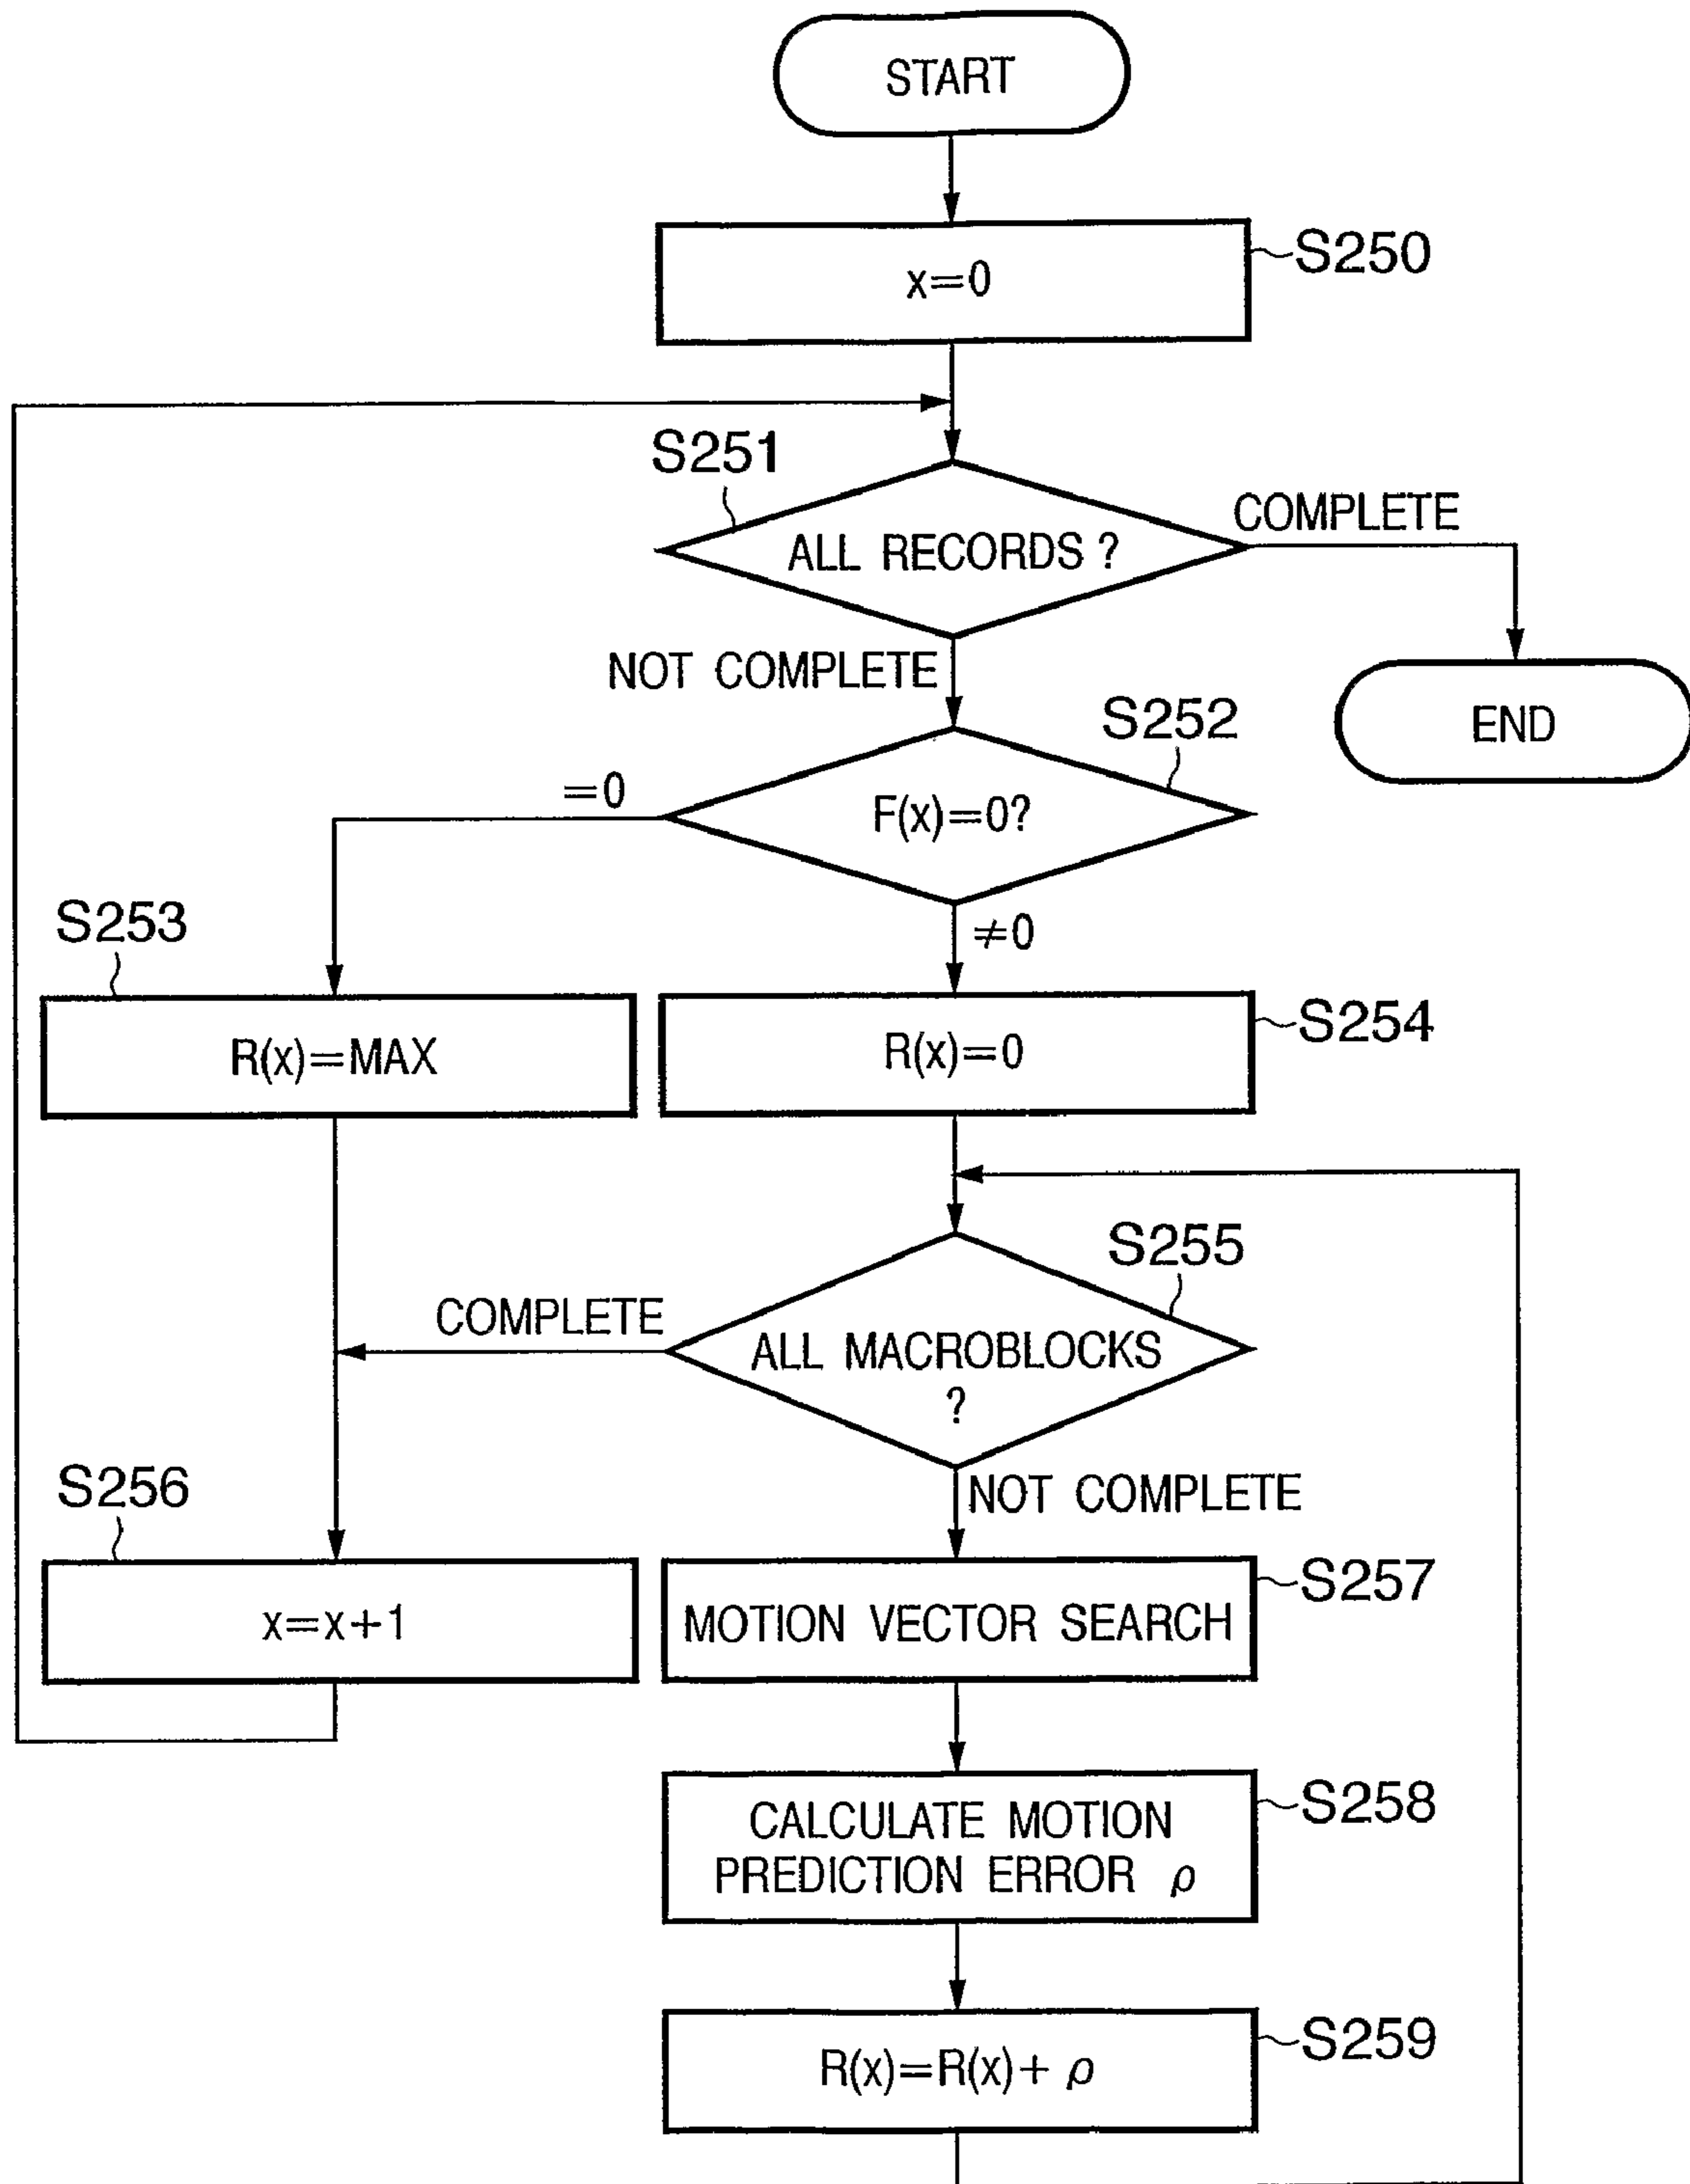 START
x=0
S250
S251
ALL RECORDS ?
COMPLETE
NOT COMPLETE
END
S252
F(x)=0?
=0
≠0
S253
R(x)=MAX
R(x)=0
S254
S255
ALL MACROBLOCKS
?
COMPLETE
NOT COMPLETE
S256
x=x+1
MOTION VECTOR SEARCH
S257
CALCULATE MOTION
PREDICTION ERROR ρ
S258
R(x)=R(x)+ ρ
S259